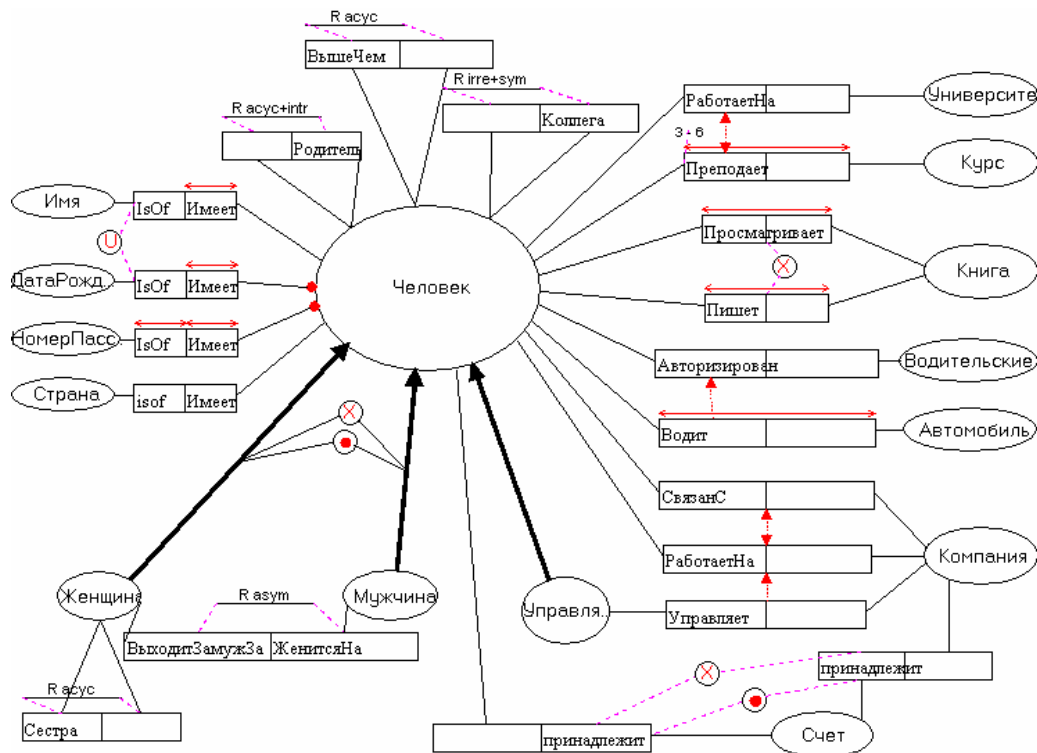 R acyc
ВышеЧем
R irre+sym
Коллега
R acyc+intr
Родитель
РаботаетНа
Университе
3 - 6
Преподает
Курс
Имя
IsOf
Имеет
U
Просматривает
X
Книга
Пишет
ДатаРожд..
IsOf
Имеет
Человек
НомерПасс.
IsOf
Имеет
Авторизирован
Водительские
Страна
isof
Имеет
Водит
Автомобиль
X
СвязанС
РаботаетНа
Компания
Женщина
Мужчина
Управля..
Управляет
R asym
ВыходитЗамужЗа
ЖенитсяНа
R acyc
Сестра
X
принадлежит
принадлежит
Счет